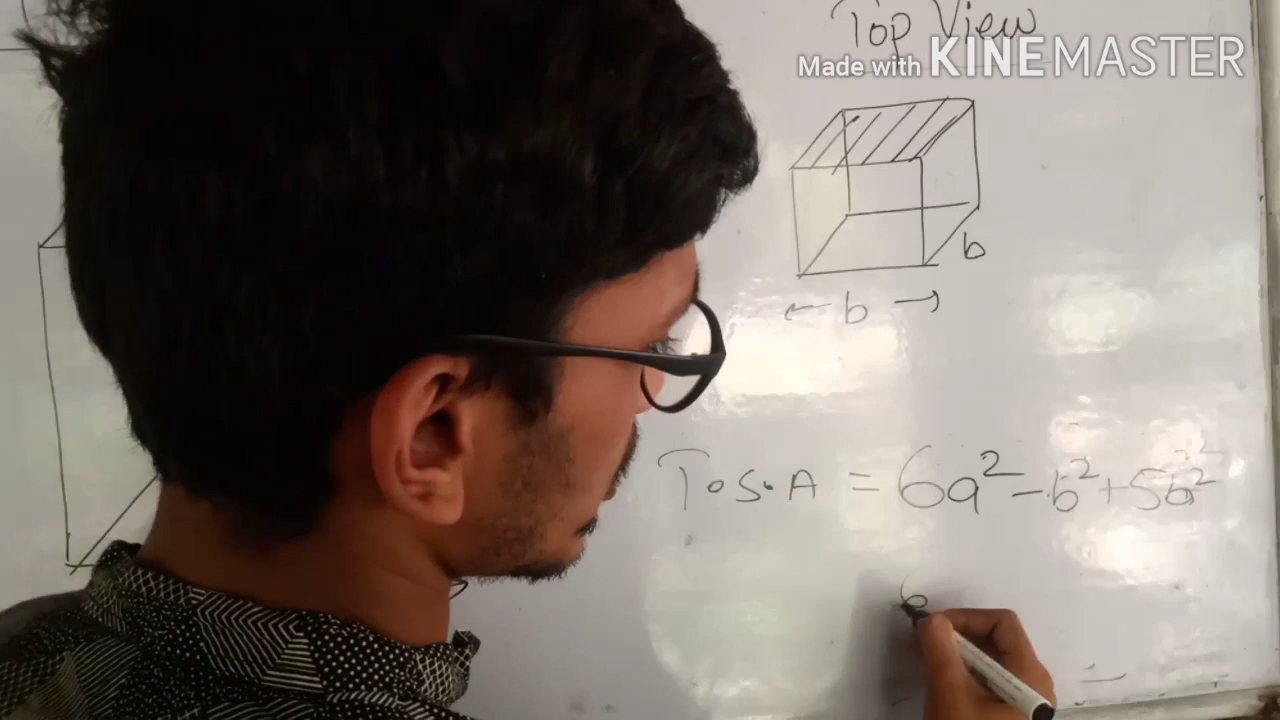 Top View
Made with KINEMASTER
b
← b →
T.S.A = 6a² - b² + 5b²
6